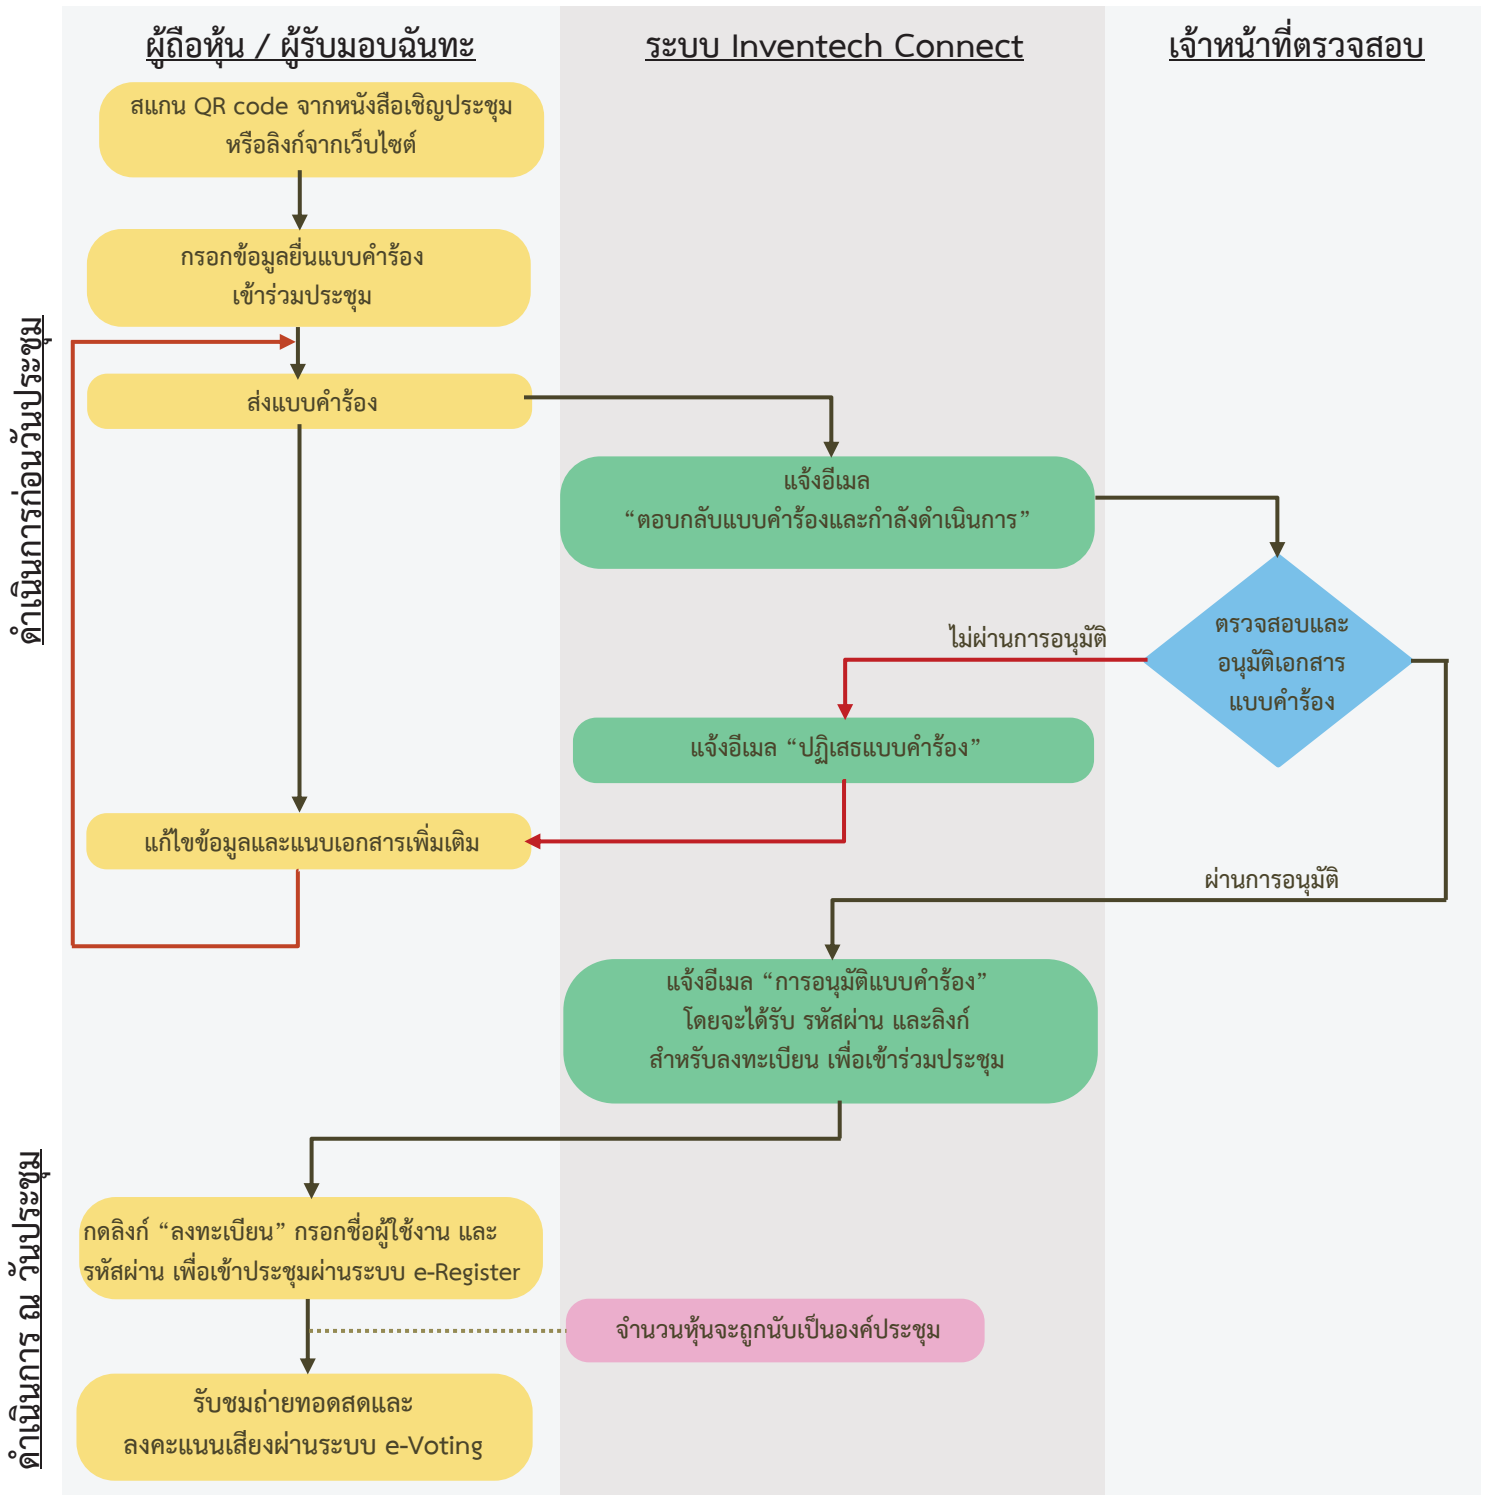 ผู้ถือหุ้น / ผู้รับมอบฉันทะ
ระบบ Inventech Connect
เจ้าหน้าที่ตรวจสอบ
ดำเนินการก่อนวันประชุม
สแกน QR code จากหนังสือเชิญประชุม
หรือลิงก์จากเว็บไซต์
กรอกข้อมูลยื่นแบบคำร้อง
เข้าร่วมประชุม
ส่งแบบคำร้อง
แจ้งอีเมล
“ตอบกลับแบบคำร้องและกำลังดำเนินการ”
ตรวจสอบและ
อนุมัติเอกสาร
แบบคำร้อง
ไม่ผ่านการอนุมัติ
แจ้งอีเมล “ปฏิเสธแบบคำร้อง”
แก้ไขข้อมูลและแนบเอกสารเพิ่มเติม
ผ่านการอนุมัติ
แจ้งอีเมล “การอนุมัติแบบคำร้อง”
โดยจะได้รับ รหัสผ่าน และลิงก์
สำหรับลงทะเบียน เพื่อเข้าร่วมประชุม
ดำเนินการ ณ วันประชุม
กดลิงก์ “ลงทะเบียน” กรอกชื่อผู้ใช้งาน และ
รหัสผ่าน เพื่อเข้าประชุมผ่านระบบ e-Register
จำนวนหุ้นจะถูกนับเป็นองค์ประชุม
รับชมถ่ายทอดสดและ
ลงคะแนนเสียงผ่านระบบ e-Voting